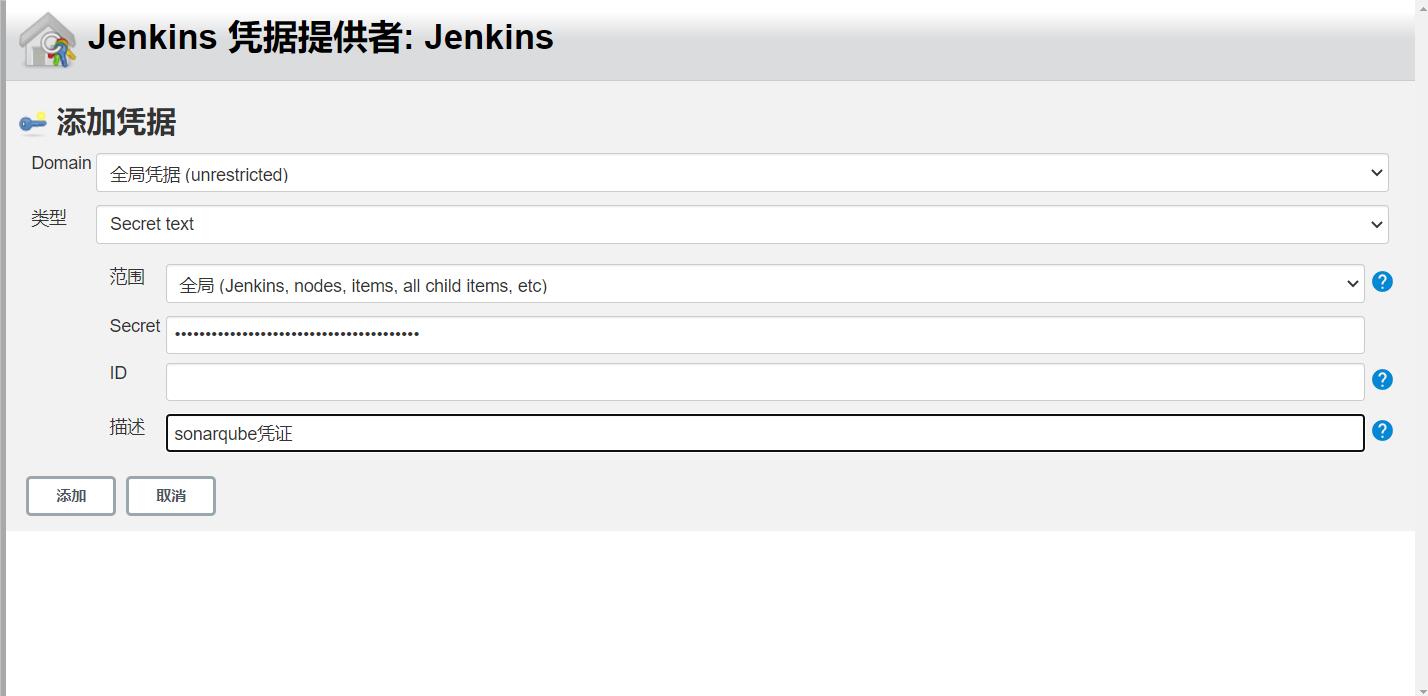 Jenkins 凭据提供者: Jenkins
添加凭据
Domain 全局凭据 (unrestricted)
类型 Secret text
范围 全局 (Jenkins, nodes, items, all child items, etc) ?
Secret ••••••••••••••••••••••••••••••••••••••••
ID ?
描述 sonarqube凭证 ?
添加 取消